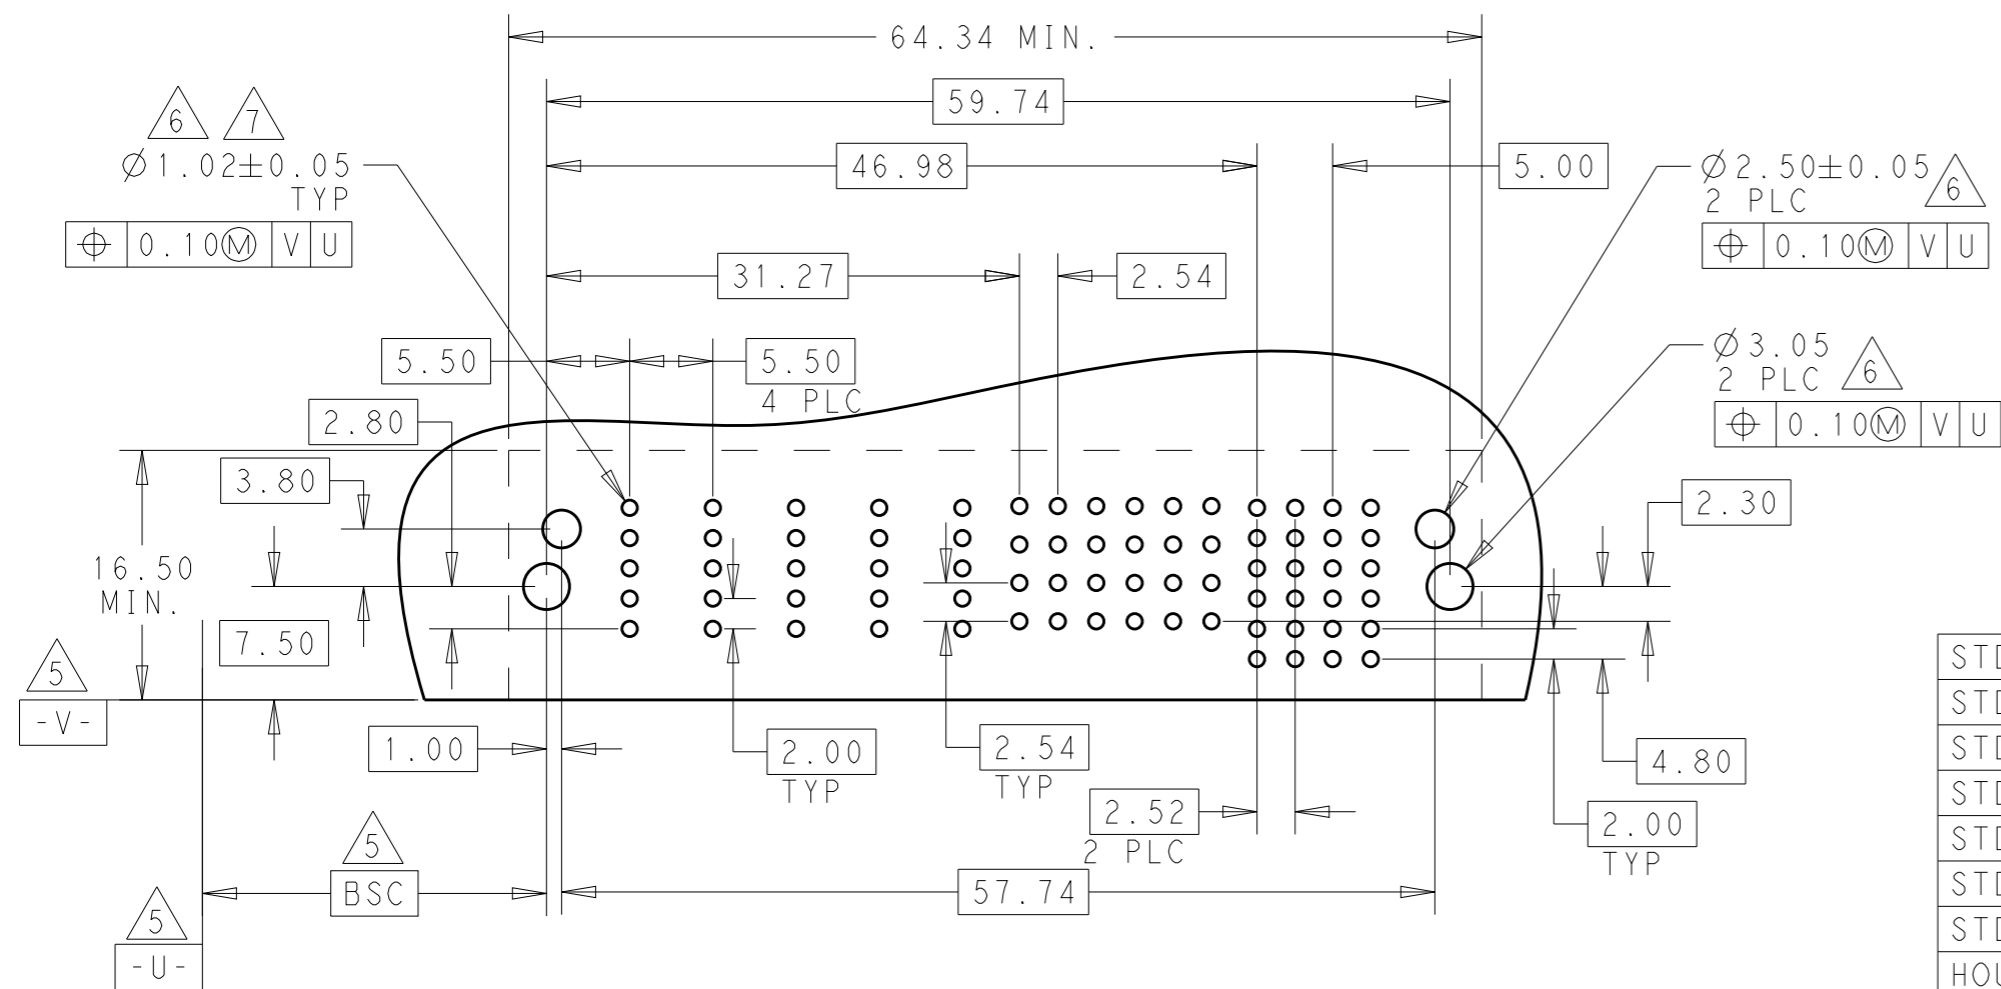 64.34 MIN.
59.74
6 7
Ø1.02±0.05
TYP
46.98
5.00
Ø2.50±0.05 6
2 PLC
⌖ 0.10Ⓜ V U
⌖ 0.10Ⓜ V U
31.27
2.54
5.50
5.50
4 PLC
Ø3.05
2 PLC 6
⌖ 0.10Ⓜ V U
2.80
3.80
2.30
16.50
MIN.
7.50
5
-V-
1.00
2.00
TYP
2.54
TYP
4.80
2.52
2 PLC
2.00
TYP
5
BSC
57.74
5
-U-